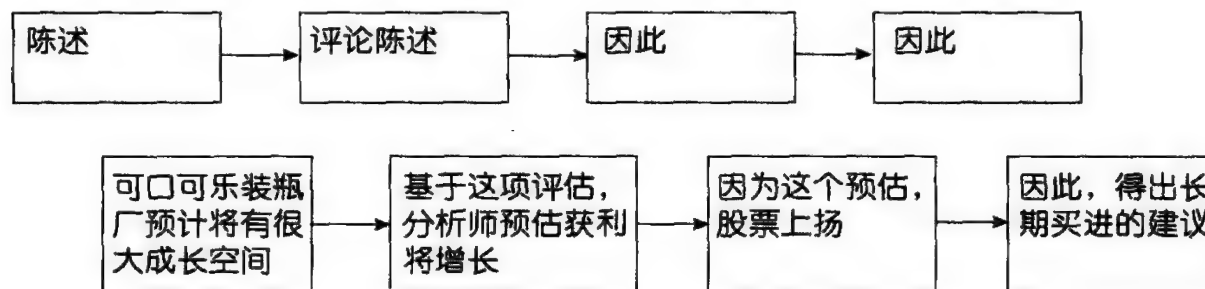 陈述
评论陈述
因此
因此
可口可乐装瓶
厂预计将有很
大成长空间
基于这项评估，
分析师预估获利
将增长
因为这个预估，
股票上扬
因此，得出长
期买进的建议